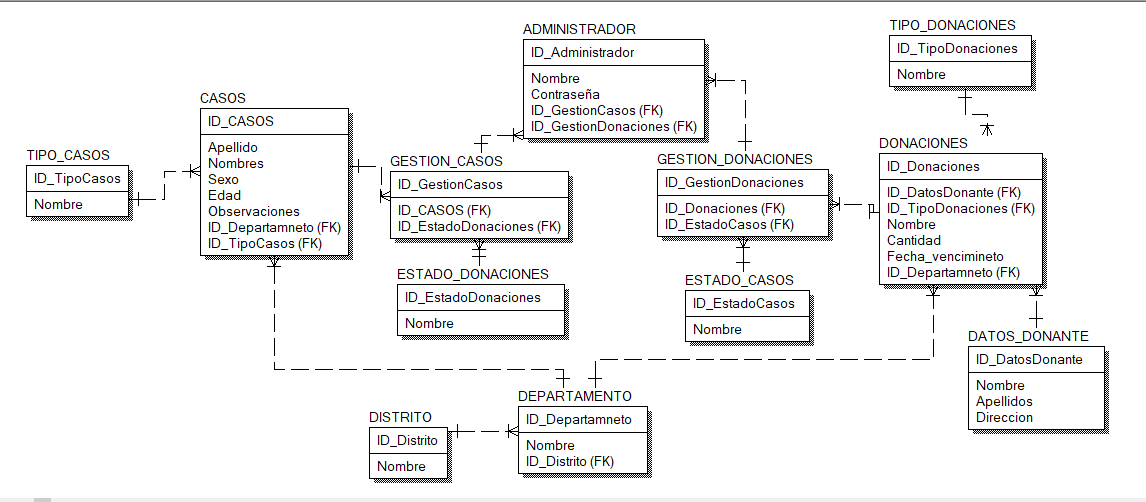 ADMINISTRADOR
ID_Administrador
Nombre
Contraseña
ID_GestionCasos (FK)
ID_GestionDonaciones (FK)
TIPO_DONACIONES
ID_TipoDonaciones
Nombre
CASOS
ID_CASOS
Apellido
Nombres
Sexo
Edad
Observaciones
ID_Departamneto (FK)
ID_TipoCasos (FK)
TIPO_CASOS
ID_TipoCasos
Nombre
GESTION_CASOS
ID_GestionCasos
ID_CASOS (FK)
ID_EstadoDonaciones (FK)
GESTION_DONACIONES
ID_GestionDonaciones
ID_Donaciones (FK)
ID_EstadoCasos (FK)
DONACIONES
ID_Donaciones
ID_DatosDonante (FK)
ID_TipoDonaciones (FK)
Nombre
Cantidad
Fecha_vencimineto
ID_Departamneto (FK)
ESTADO_DONACIONES
ID_EstadoDonaciones
Nombre
ESTADO_CASOS
ID_EstadoCasos
Nombre
DATOS_DONANTE
ID_DatosDonante
Nombre
Apellidos
Direccion
DISTRITO
ID_Distrito
Nombre
DEPARTAMENTO
ID_Departamneto
Nombre
ID_Distrito (FK)